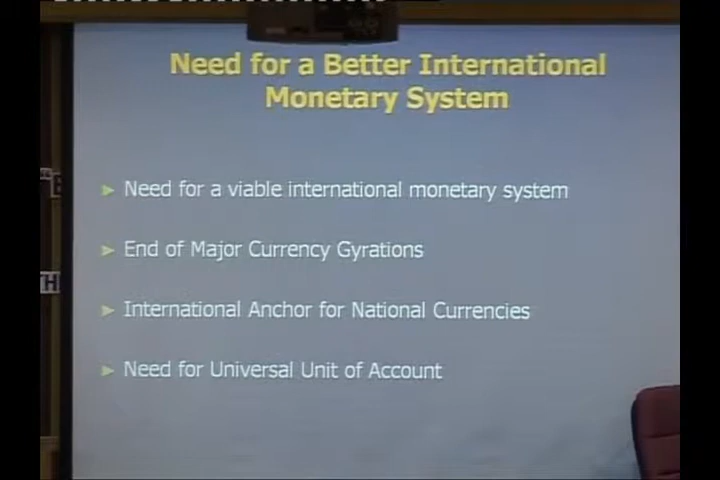 Need for a Better International
Monetary System
Need for a viable international monetary system
End of Major Currency Gyrations
International Anchor for National Currencies
Need for Universal Unit of Account